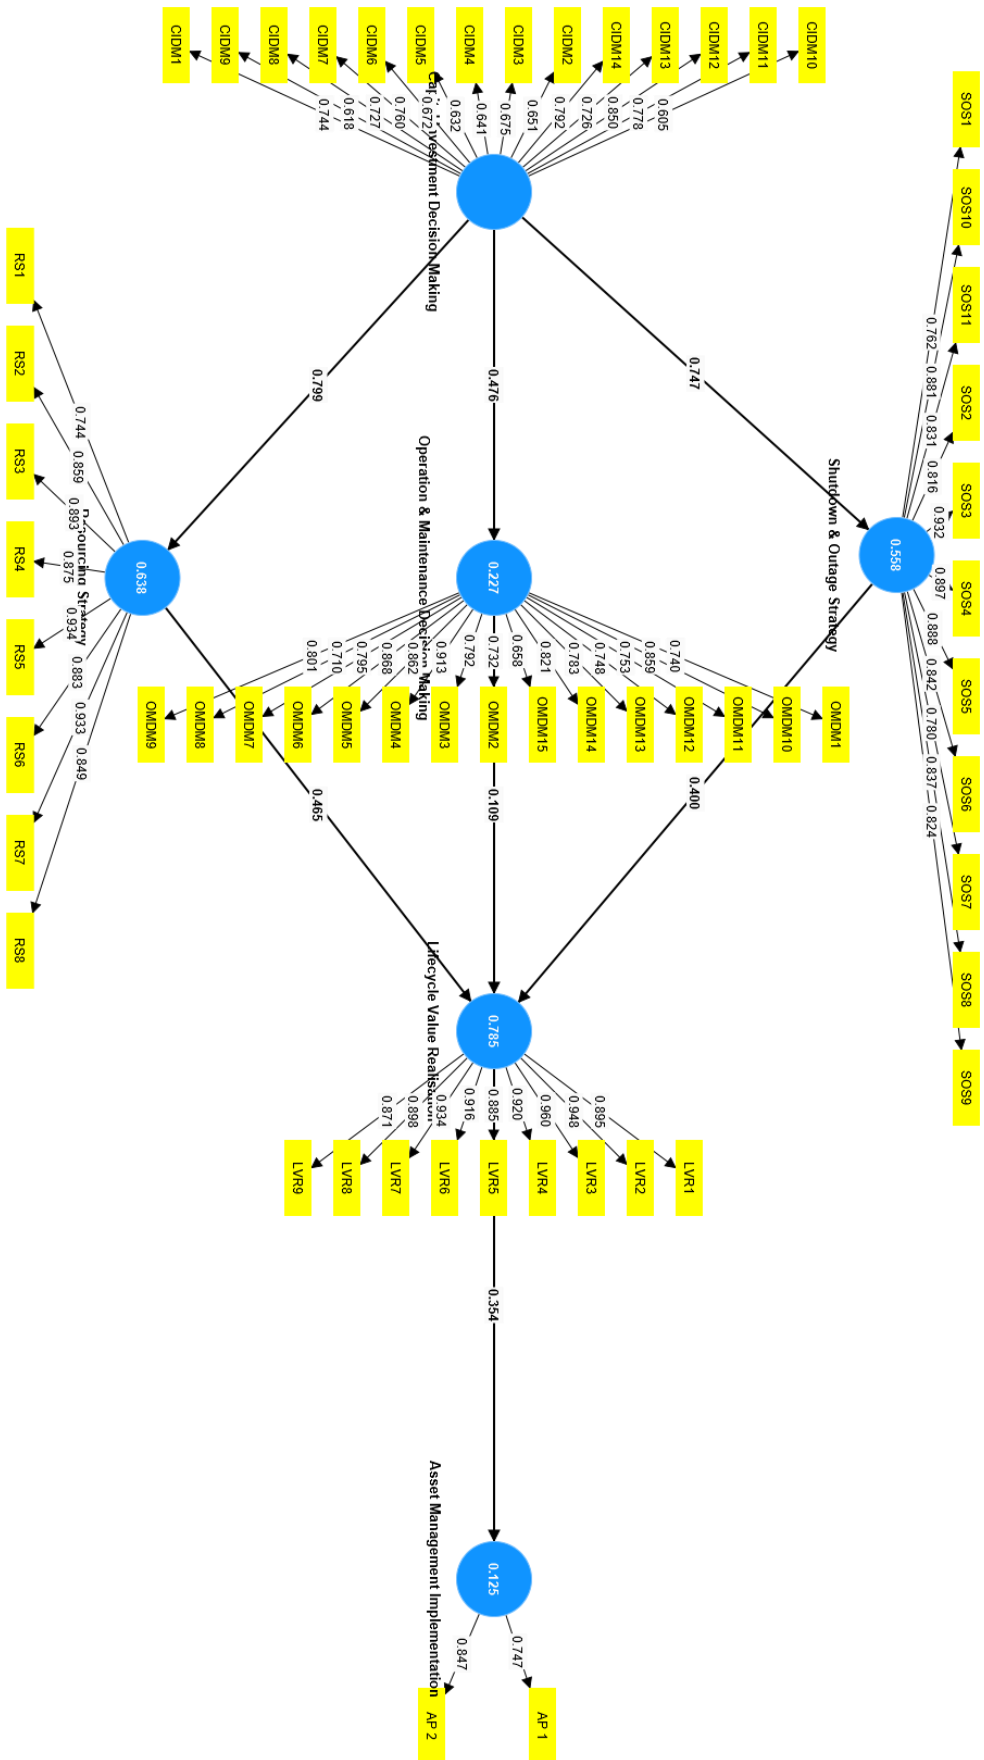 SOS1
SOS10
SOS11
SOS2
SOS3
SOS4
SOS5
SOS6
SOS7
SOS8
SOS9
0.762
0.881
0.831
0.816
0.932
0.897
0.888
0.842
0.780
0.837
0.824
0.558
Shutdown & Outage Strategy
0.747
0.400
CIDM10
CIDM11
CIDM12
CIDM13
CIDM14
CIDM2
CIDM3
CIDM4
CIDM5
CIDM6
CIDM7
CIDM8
CIDM9
CIDM1
0.605
0.778
0.850
0.726
0.792
0.651
0.675
0.641
0.632
0.672
0.760
0.727
0.618
0.744
Investment Decision Making
0.476
0.227
Operation & Maintenance Decision Making
OMDM1
OMDM10
OMDM11
OMDM12
OMDM13
OMDM14
OMDM15
OMDM2
OMDM3
OMDM4
OMDM5
OMDM6
OMDM7
OMDM8
OMDM9
0.740
0.859
0.753
0.748
0.783
0.821
0.658
0.732
0.792
0.913
0.862
0.868
0.795
0.710
0.801
0.109
0.785
Lifecycle Value Realisation
LVR1
LVR2
LVR3
LVR4
LVR5
LVR6
LVR7
LVR8
LVR9
0.895
0.948
0.960
0.920
0.885
0.916
0.934
0.898
0.871
0.354
0.125
Asset Management Implementation
0.747
0.847
AP 1
AP 2
0.799
0.465
0.638
Resourcing Strategy
0.744
0.859
0.893
0.875
0.934
0.883
0.933
0.849
RS1
RS2
RS3
RS4
RS5
RS6
RS7
RS8